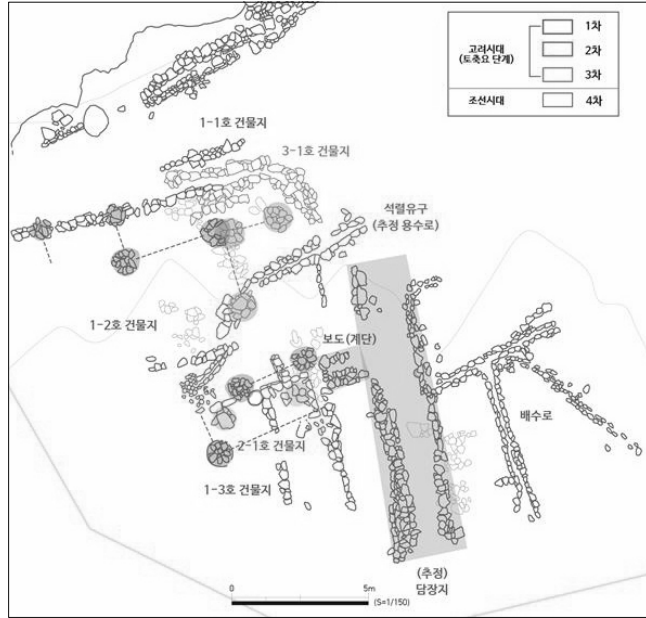 고려시대
(토축요 단계)
1차
2차
3차
조선시대
4차
1-1호 건물지
3-1호 건물지
석렬유구
(추정 용수로)
1-2호 건물지
보도(계단)
배수로
2-1호 건물지
1-3호 건물지
(추정)
담장지
0
5m
(S=1/150)